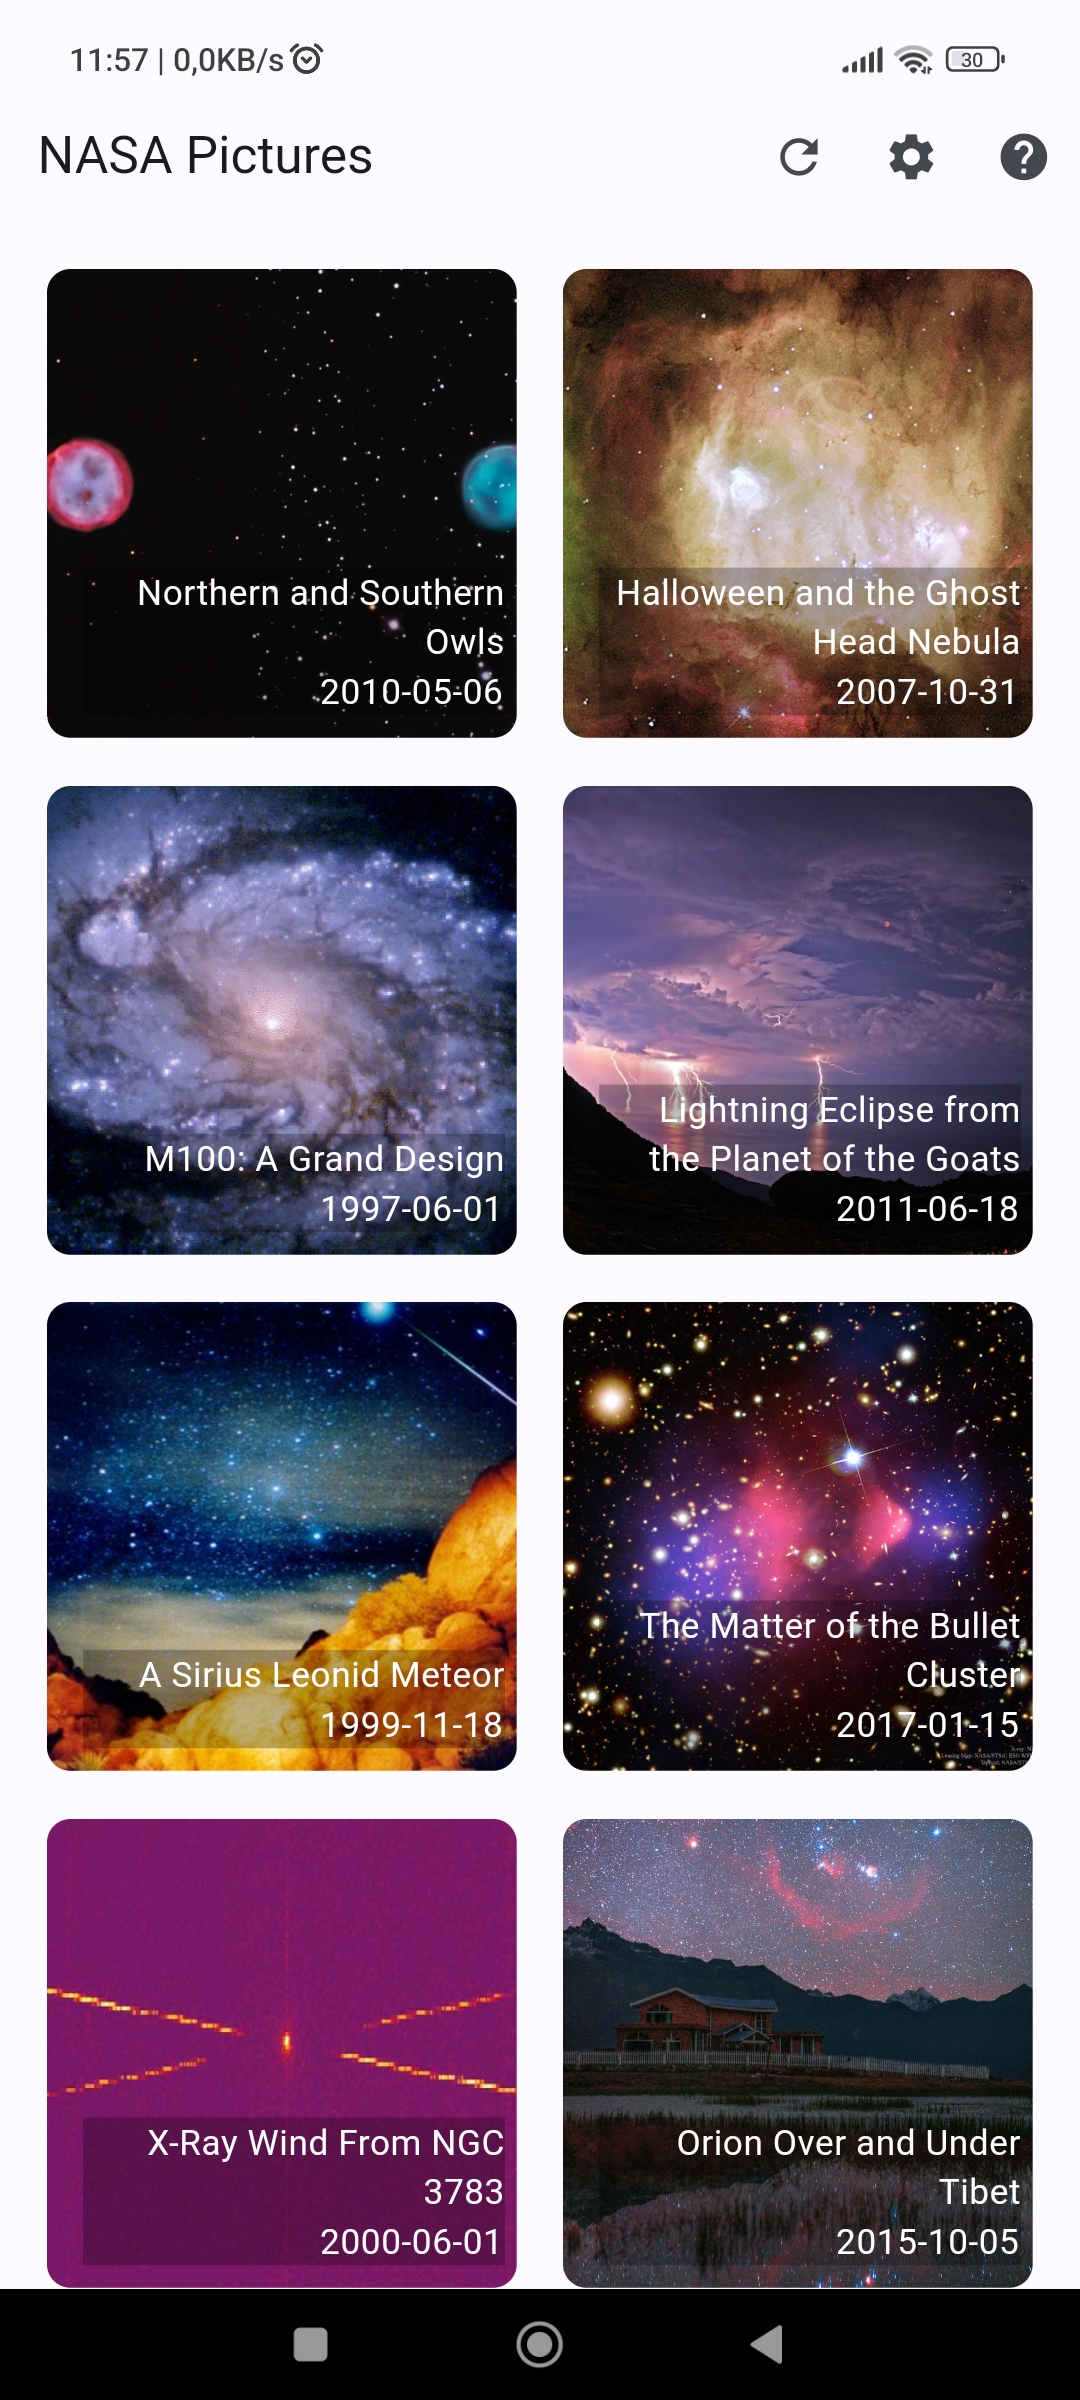 11:57 | 0,0KB/s
30
NASA Pictures
Northern and Southern
Owls
2010-05-06
Halloween and the Ghost
Head Nebula
2007-10-31
M100: A Grand Design
1997-06-01
Lightning Eclipse from
the Planet of the Goats
2011-06-18
A Sirius Leonid Meteor
1999-11-18
The Matter of the Bullet
Cluster
2017-01-15
X-Ray Wind From NGC
3783
2000-06-01
Orion Over and Under
Tibet
2015-10-05